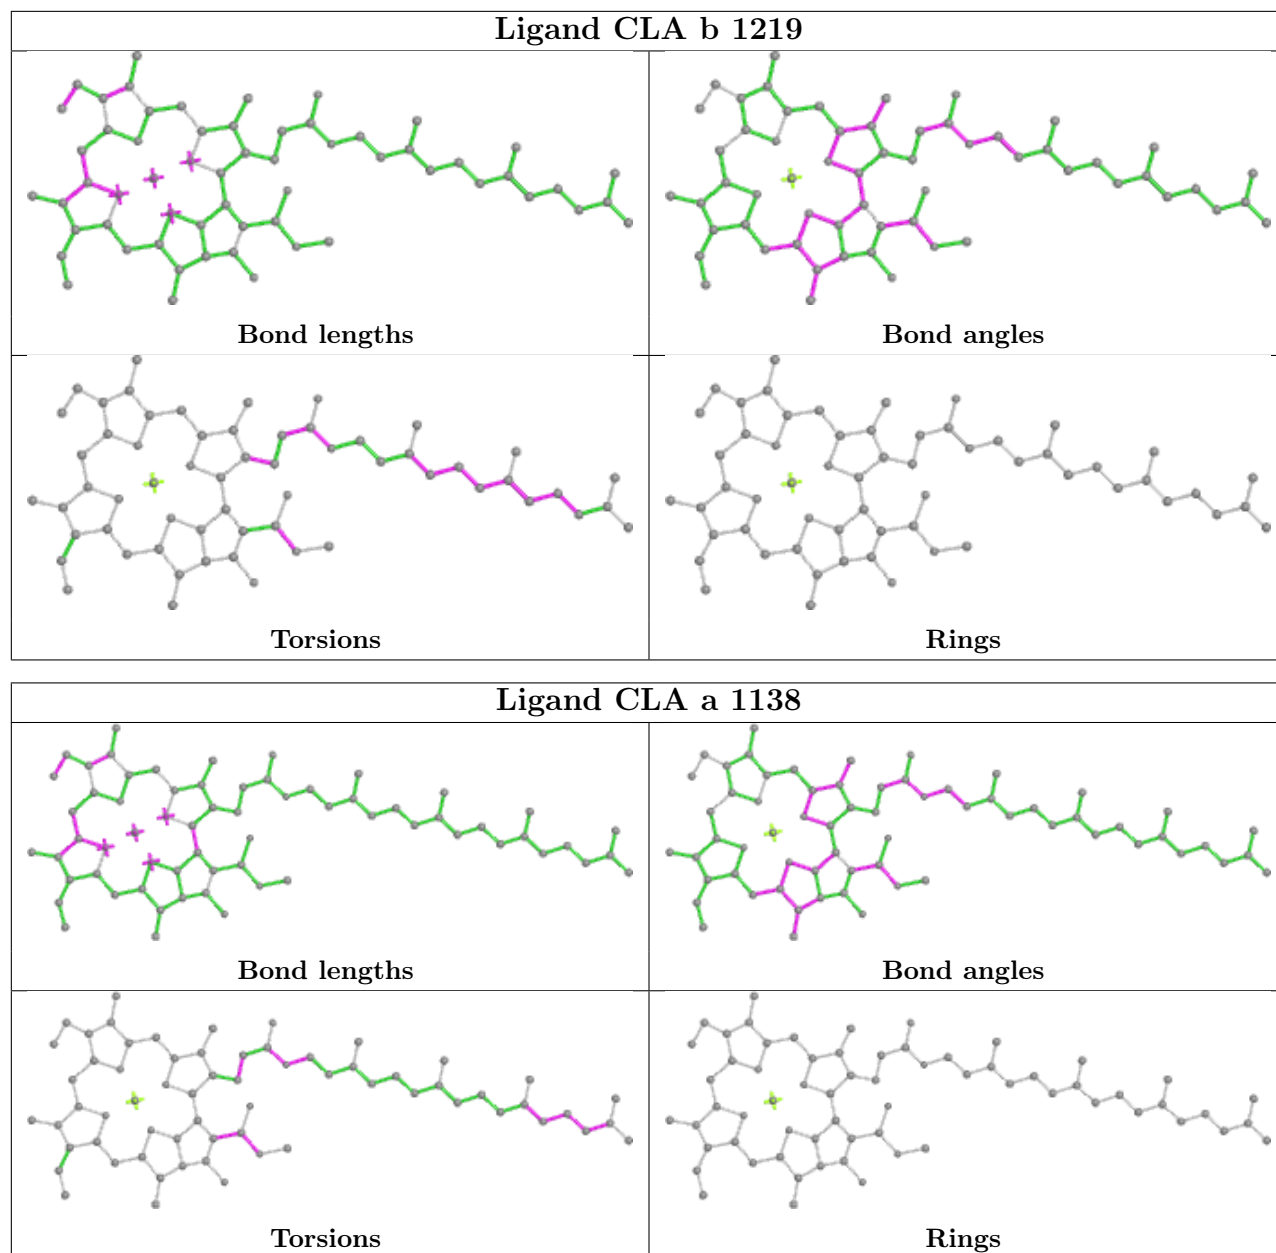 Ligand CLA b 1219
Bond lengths
Bond angles
Torsions
Rings
Ligand CLA a 1138
Bond lengths
Bond angles
Torsions
Rings